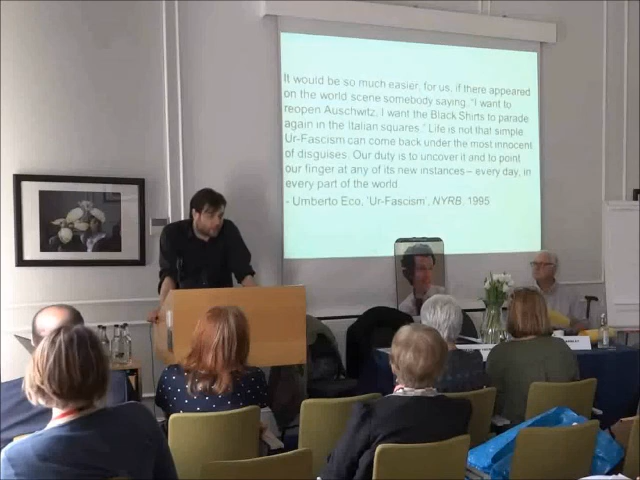 It would be so much easier, for us, if there appeared
on the world scene somebody saying, "I want to
reopen Auschwitz, I want the Black Shirts to parade
again in the Italian squares." Life is not that simple.
Ur-Fascism can come back under the most innocent
of disguises. Our duty is to uncover it and to point
our finger at any of its new instances – every day, in
every part of the world.
- Umberto Eco, 'Ur-Fascism', NYRB, 1995